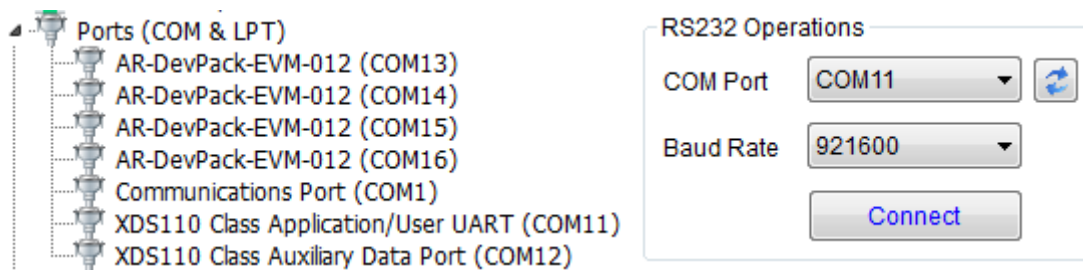 Ports (COM & LPT)
AR-DevPack-EVM-012 (COM13)
AR-DevPack-EVM-012 (COM14)
AR-DevPack-EVM-012 (COM15)
AR-DevPack-EVM-012 (COM16)
Communications Port (COM1)
XDS110 Class Application/User UART (COM11)
XDS110 Class Auxiliary Data Port (COM12)
RS232 Operations
COM Port COM11
Baud Rate 921600
Connect